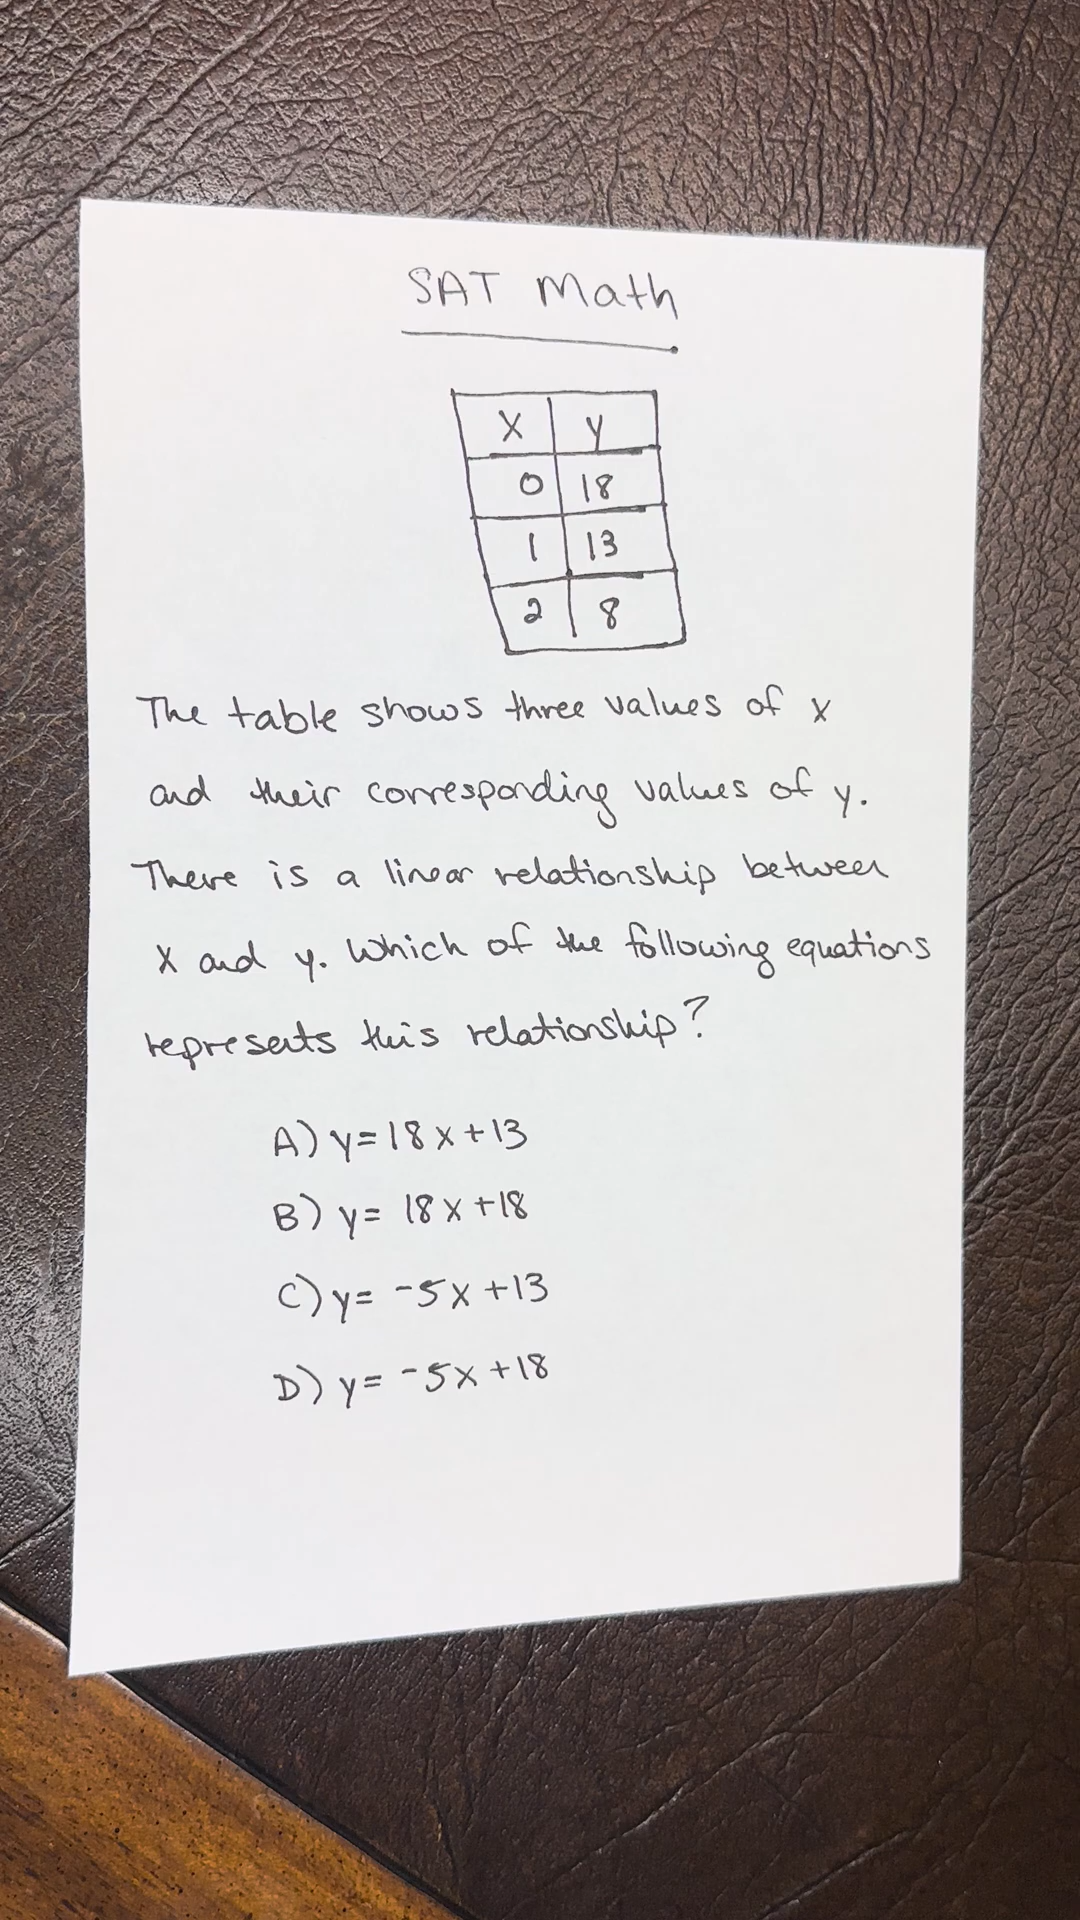 SAT Math
X Y
0 18
1 13
2 8
The table shows three values of x
and their corresponding values of y.
There is a linear relationship between
x and y. Which of the following equations
represents this relationship?
A) y=18x+13
B) y= 18x+18
C) y= -5x+13
D) y= -5x+18